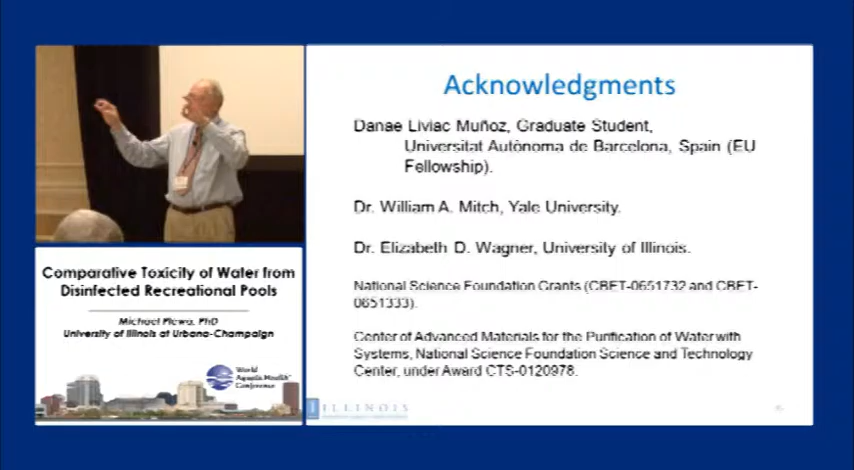 Acknowledgments
Danae Liviac Muñoz, Graduate Student,
Universitat Autònoma de Barcelona, Spain (EU
Fellowship).
Dr. William A. Mitch, Yale University.
Dr. Elizabeth D. Wagner, University of Illinois.
National Science Foundation Grants (CBET-0651732 and CBET-
0651333).
Center of Advanced Materials for the Purification of Water with
Systems, National Science Foundation Science and Technology
Center, under Award CTS-0120978.
ILLINOIS
Comparative Toxicity of Water from
Disinfected Recreational Pools
Michael Plewa, PhD
University of Illinois at Urbana-Champaign
World
Aquatic Health
Conference